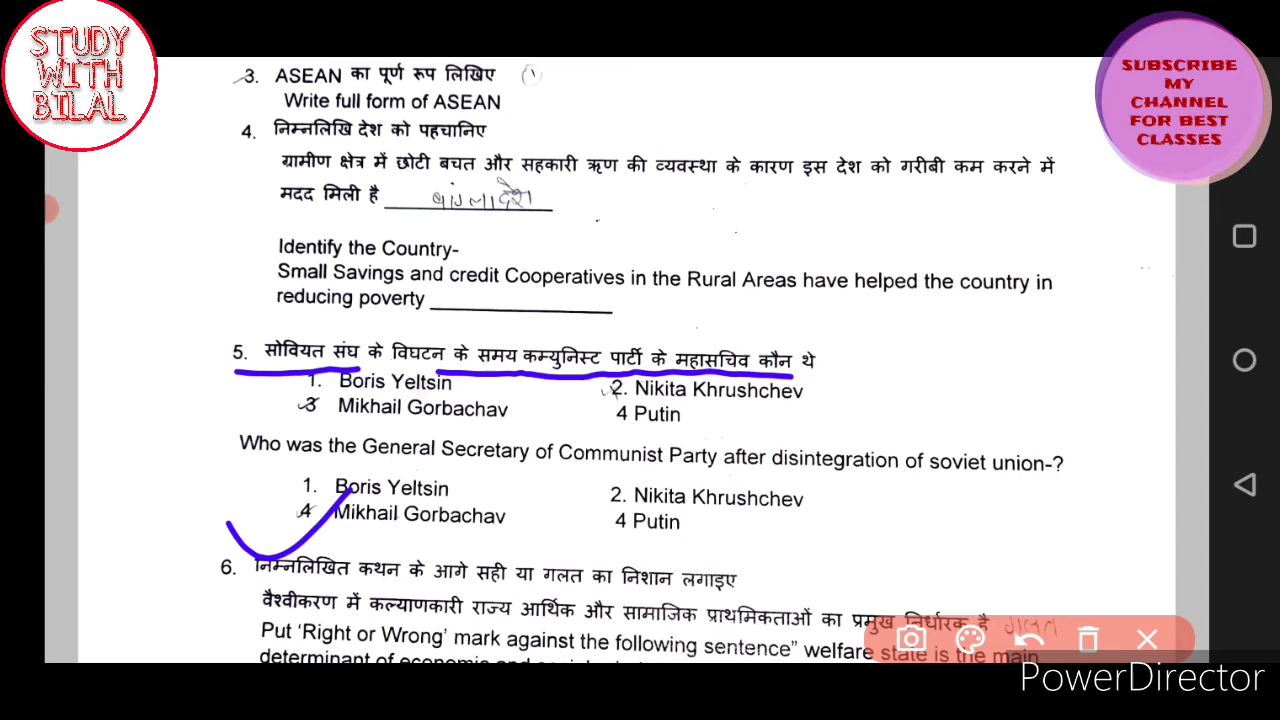 STUDY
WITH
BILAL
SUBSCRIBE
MY
CHANNEL
FOR BEST
CLASSES
3. ASEAN का पूर्ण रूप लिखिए (1)
Write full form of ASEAN
4. निम्नलिखि देश को पहचानिए
ग्रामीण क्षेत्र में छोटी बचत और सहकारी ऋण की व्यवस्था के कारण इस देश को गरीबी कम करने में
मदद मिली है बांग्लादेश
Identify the Country-
Small Savings and credit Cooperatives in the Rural Areas have helped the country in
reducing poverty
5. सोवियत संघ के विघटन के समय कम्युनिस्ट पार्टी के महासचिव कौन थे
1. Boris Yeltsin 2. Nikita Khrushchev
3 Mikhail Gorbachav 4 Putin
Who was the General Secretary of Communist Party after disintegration of soviet union-?
1. Boris Yeltsin 2. Nikita Khrushchev
4 Mikhail Gorbachav 4 Putin
6. निम्नलिखित कथन के आगे सही या गलत का निशान लगाइए
वैश्वीकरण में कल्याणकारी राज्य आर्थिक और सामाजिक प्राथमिकताओं का प्रमुख निर्धारक है गलत
Put 'Right or Wrong' mark against the following sentence" welfare state is the main
determinant of economic and
PowerDirector